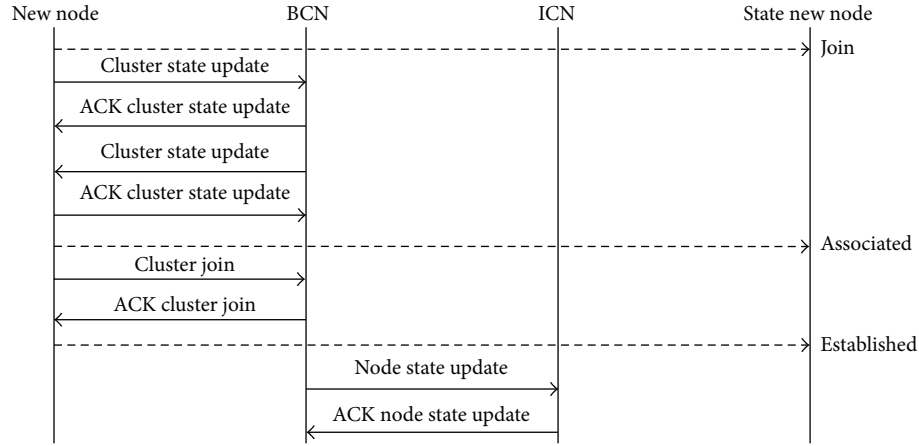 New node
BCN
ICN
State new node
Join
Cluster state update
ACK cluster state update
Cluster state update
ACK cluster state update
Associated
Cluster join
ACK cluster join
Established
Node state update
ACK node state update